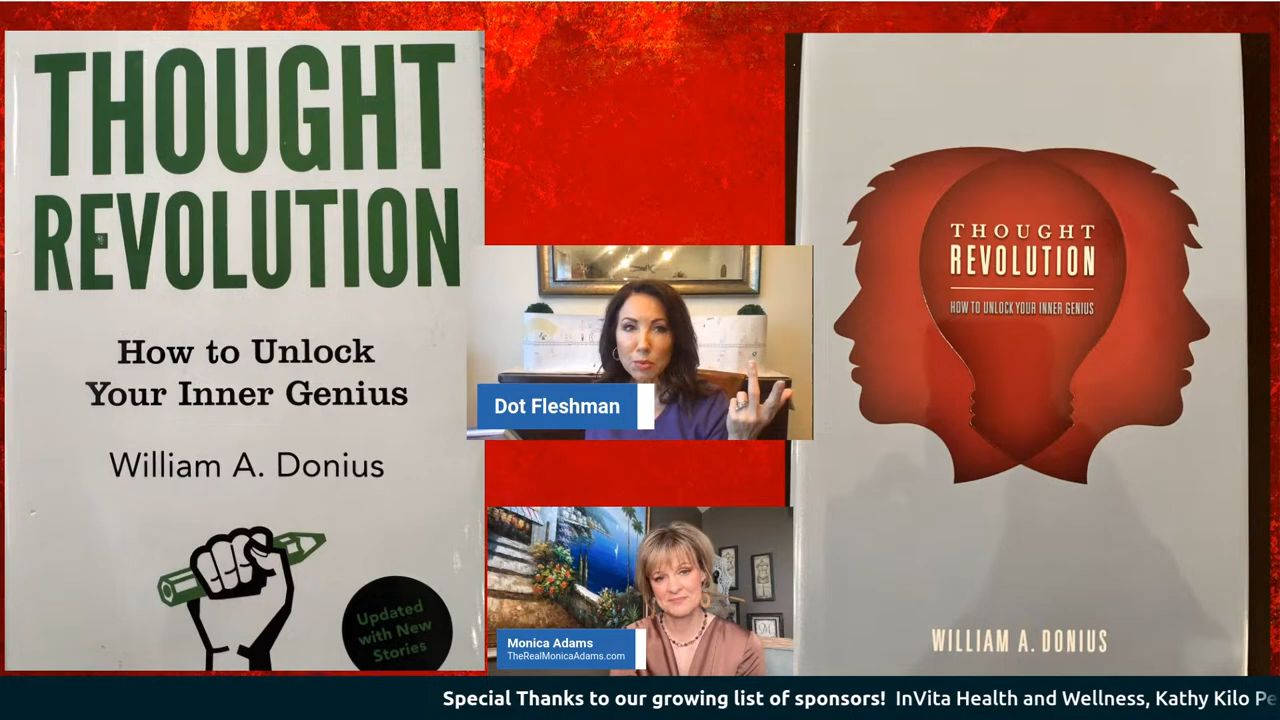 THOUGHT
REVOLUTION
How to Unlock
Your Inner Genius
William A. Donius
Updated
with New
Stories
Dot Fleshman
Monica Adams
TheRealMonicaAdams.com
THOUGHT
REVOLUTION
HOW TO UNLOCK YOUR INNER GENIUS
WILLIAM A. DONIUS
Special Thanks to our growing list of sponsors! InVita Health and Wellness, Kathy Kilo